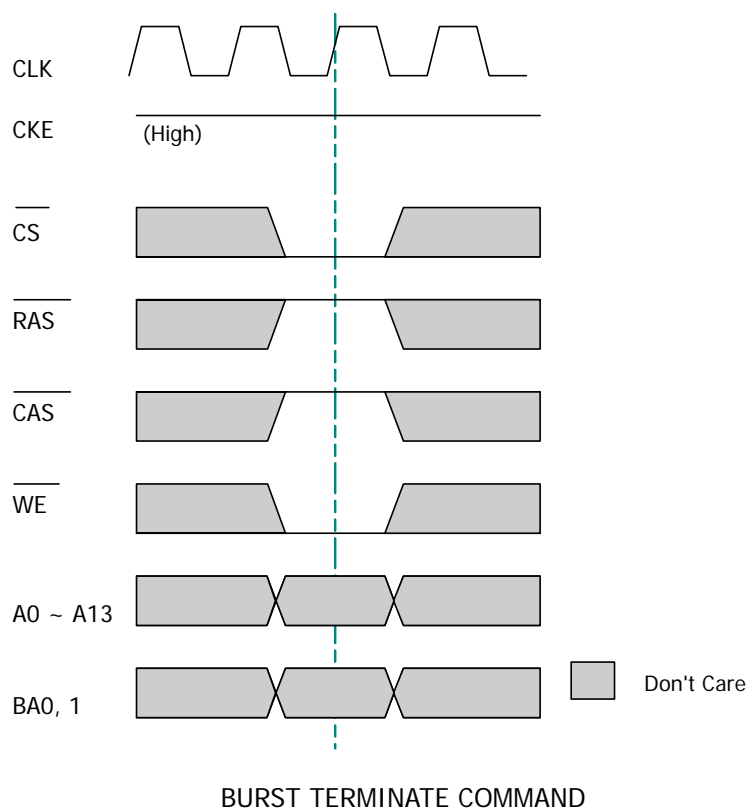 CLK
CKE
(High)
CS
RAS
CAS
WE
A0 ~ A13
BA0, 1
Don't Care
BURST TERMINATE COMMAND